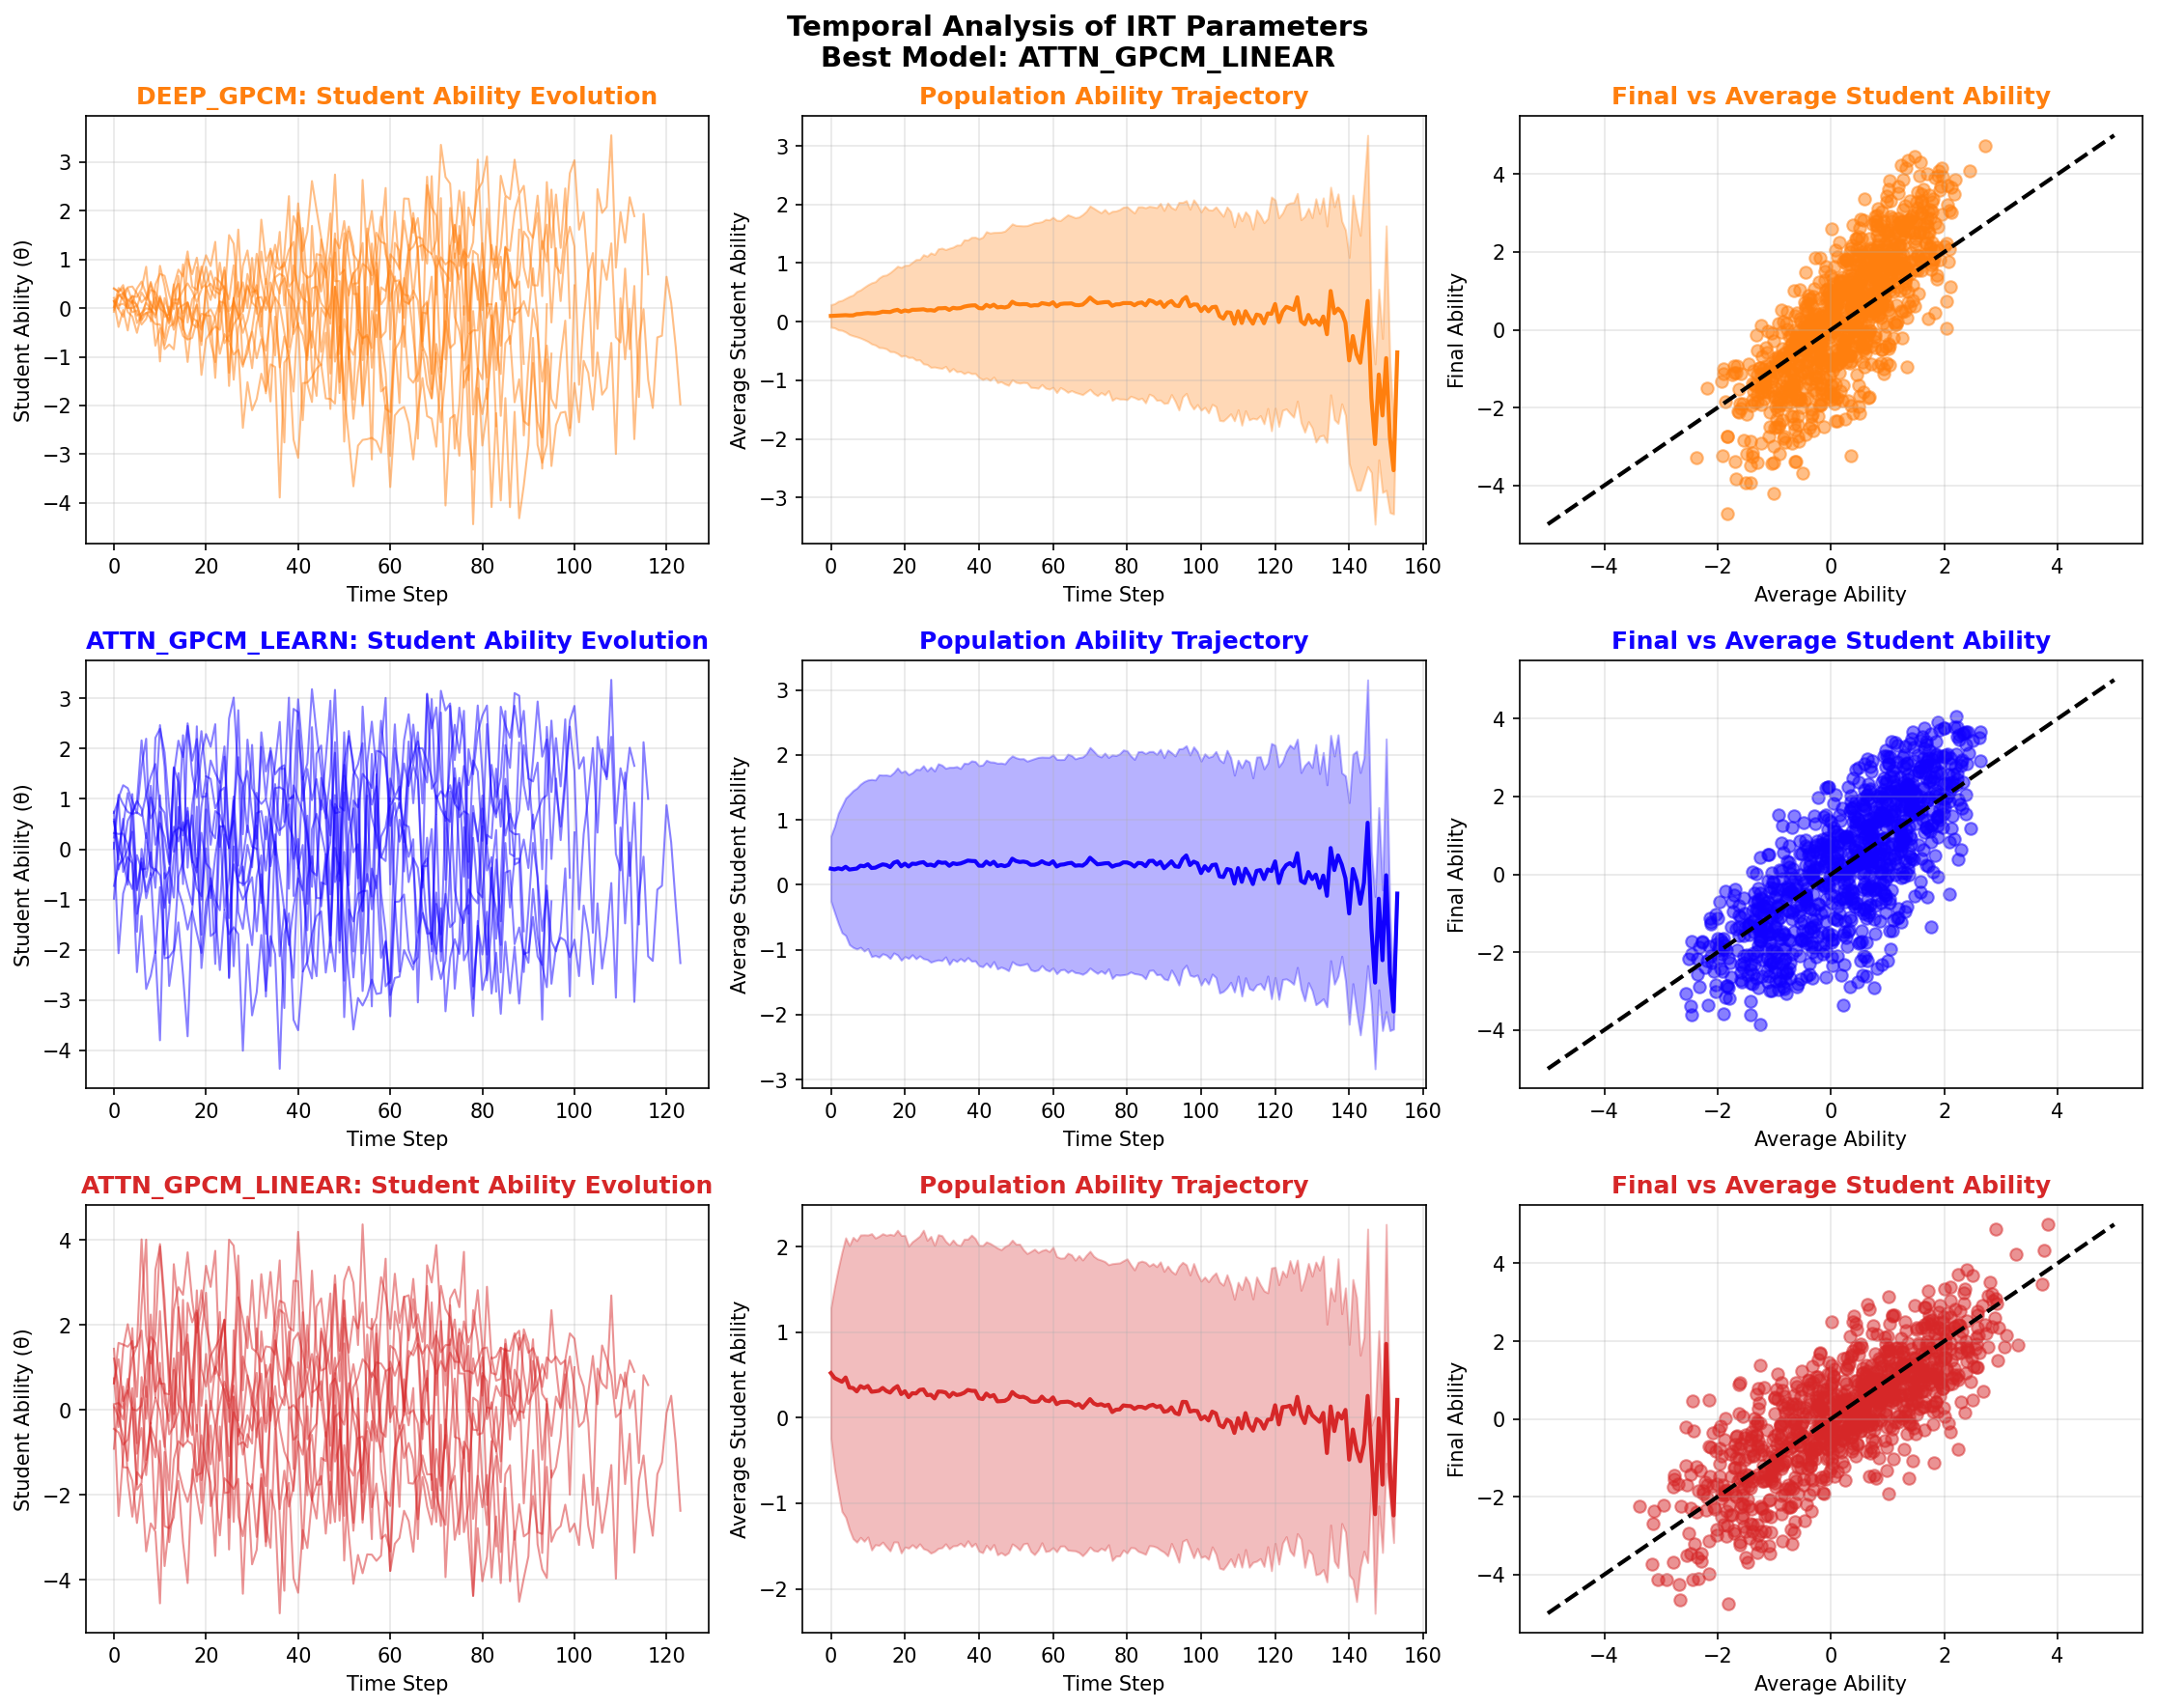 Temporal Analysis of IRT Parameters
Best Model: ATTN_GPCM_LINEAR
DEEP_GPCM: Student Ability Evolution
Student Ability (θ)
3
2
1
0
−1
−2
−3
−4
0 20 40 60 80 100 120
Time Step
Population Ability Trajectory
Average Student Ability
3
2
1
0
−1
−2
−3
0 20 40 60 80 100 120 140 160
Time Step
Final vs Average Student Ability
Final Ability
4
2
0
−2
−4
−4 −2 0 2 4
Average Ability
ATTN_GPCM_LEARN: Student Ability Evolution
Student Ability (θ)
3
2
1
0
−1
−2
−3
−4
0 20 40 60 80 100 120
Time Step
Population Ability Trajectory
Average Student Ability
3
2
1
0
−1
−2
−3
0 20 40 60 80 100 120 140 160
Time Step
Final vs Average Student Ability
Final Ability
4
2
0
−2
−4
−4 −2 0 2 4
Average Ability
ATTN_GPCM_LINEAR: Student Ability Evolution
Student Ability (θ)
4
2
0
−2
−4
0 20 40 60 80 100 120
Time Step
Population Ability Trajectory
Average Student Ability
2
1
0
−1
−2
0 20 40 60 80 100 120 140 160
Time Step
Final vs Average Student Ability
Final Ability
4
2
0
−2
−4
−4 −2 0 2 4
Average Ability